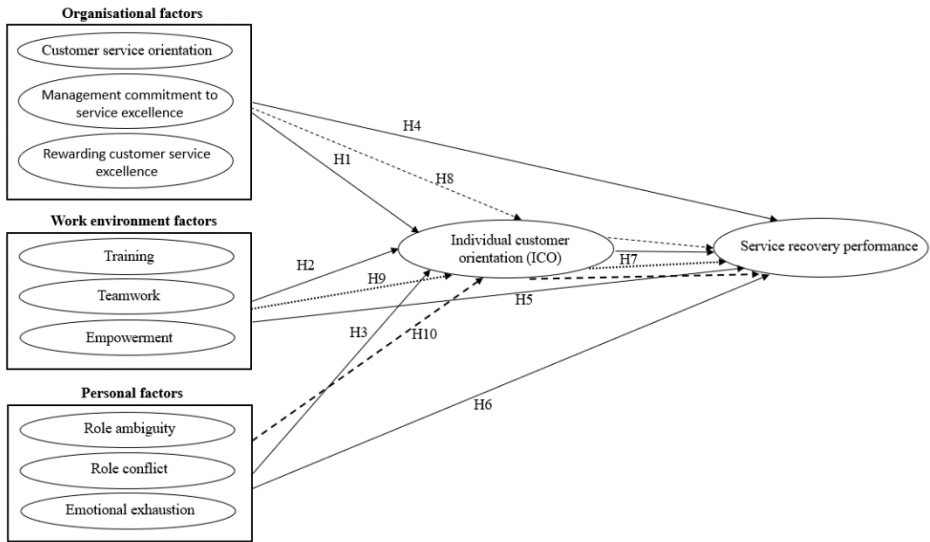 Organisational factors
Customer service orientation
Management commitment to
service excellence
Rewarding customer service
excellence
H4
H1
H8
Work environment factors
Training
Teamwork
Empowerment
Individual customer
orientation (ICO)
Service recovery performance
H2
H9
H7
H5
H3
H10
Personal factors
Role ambiguity
Role conflict
Emotional exhaustion
H6